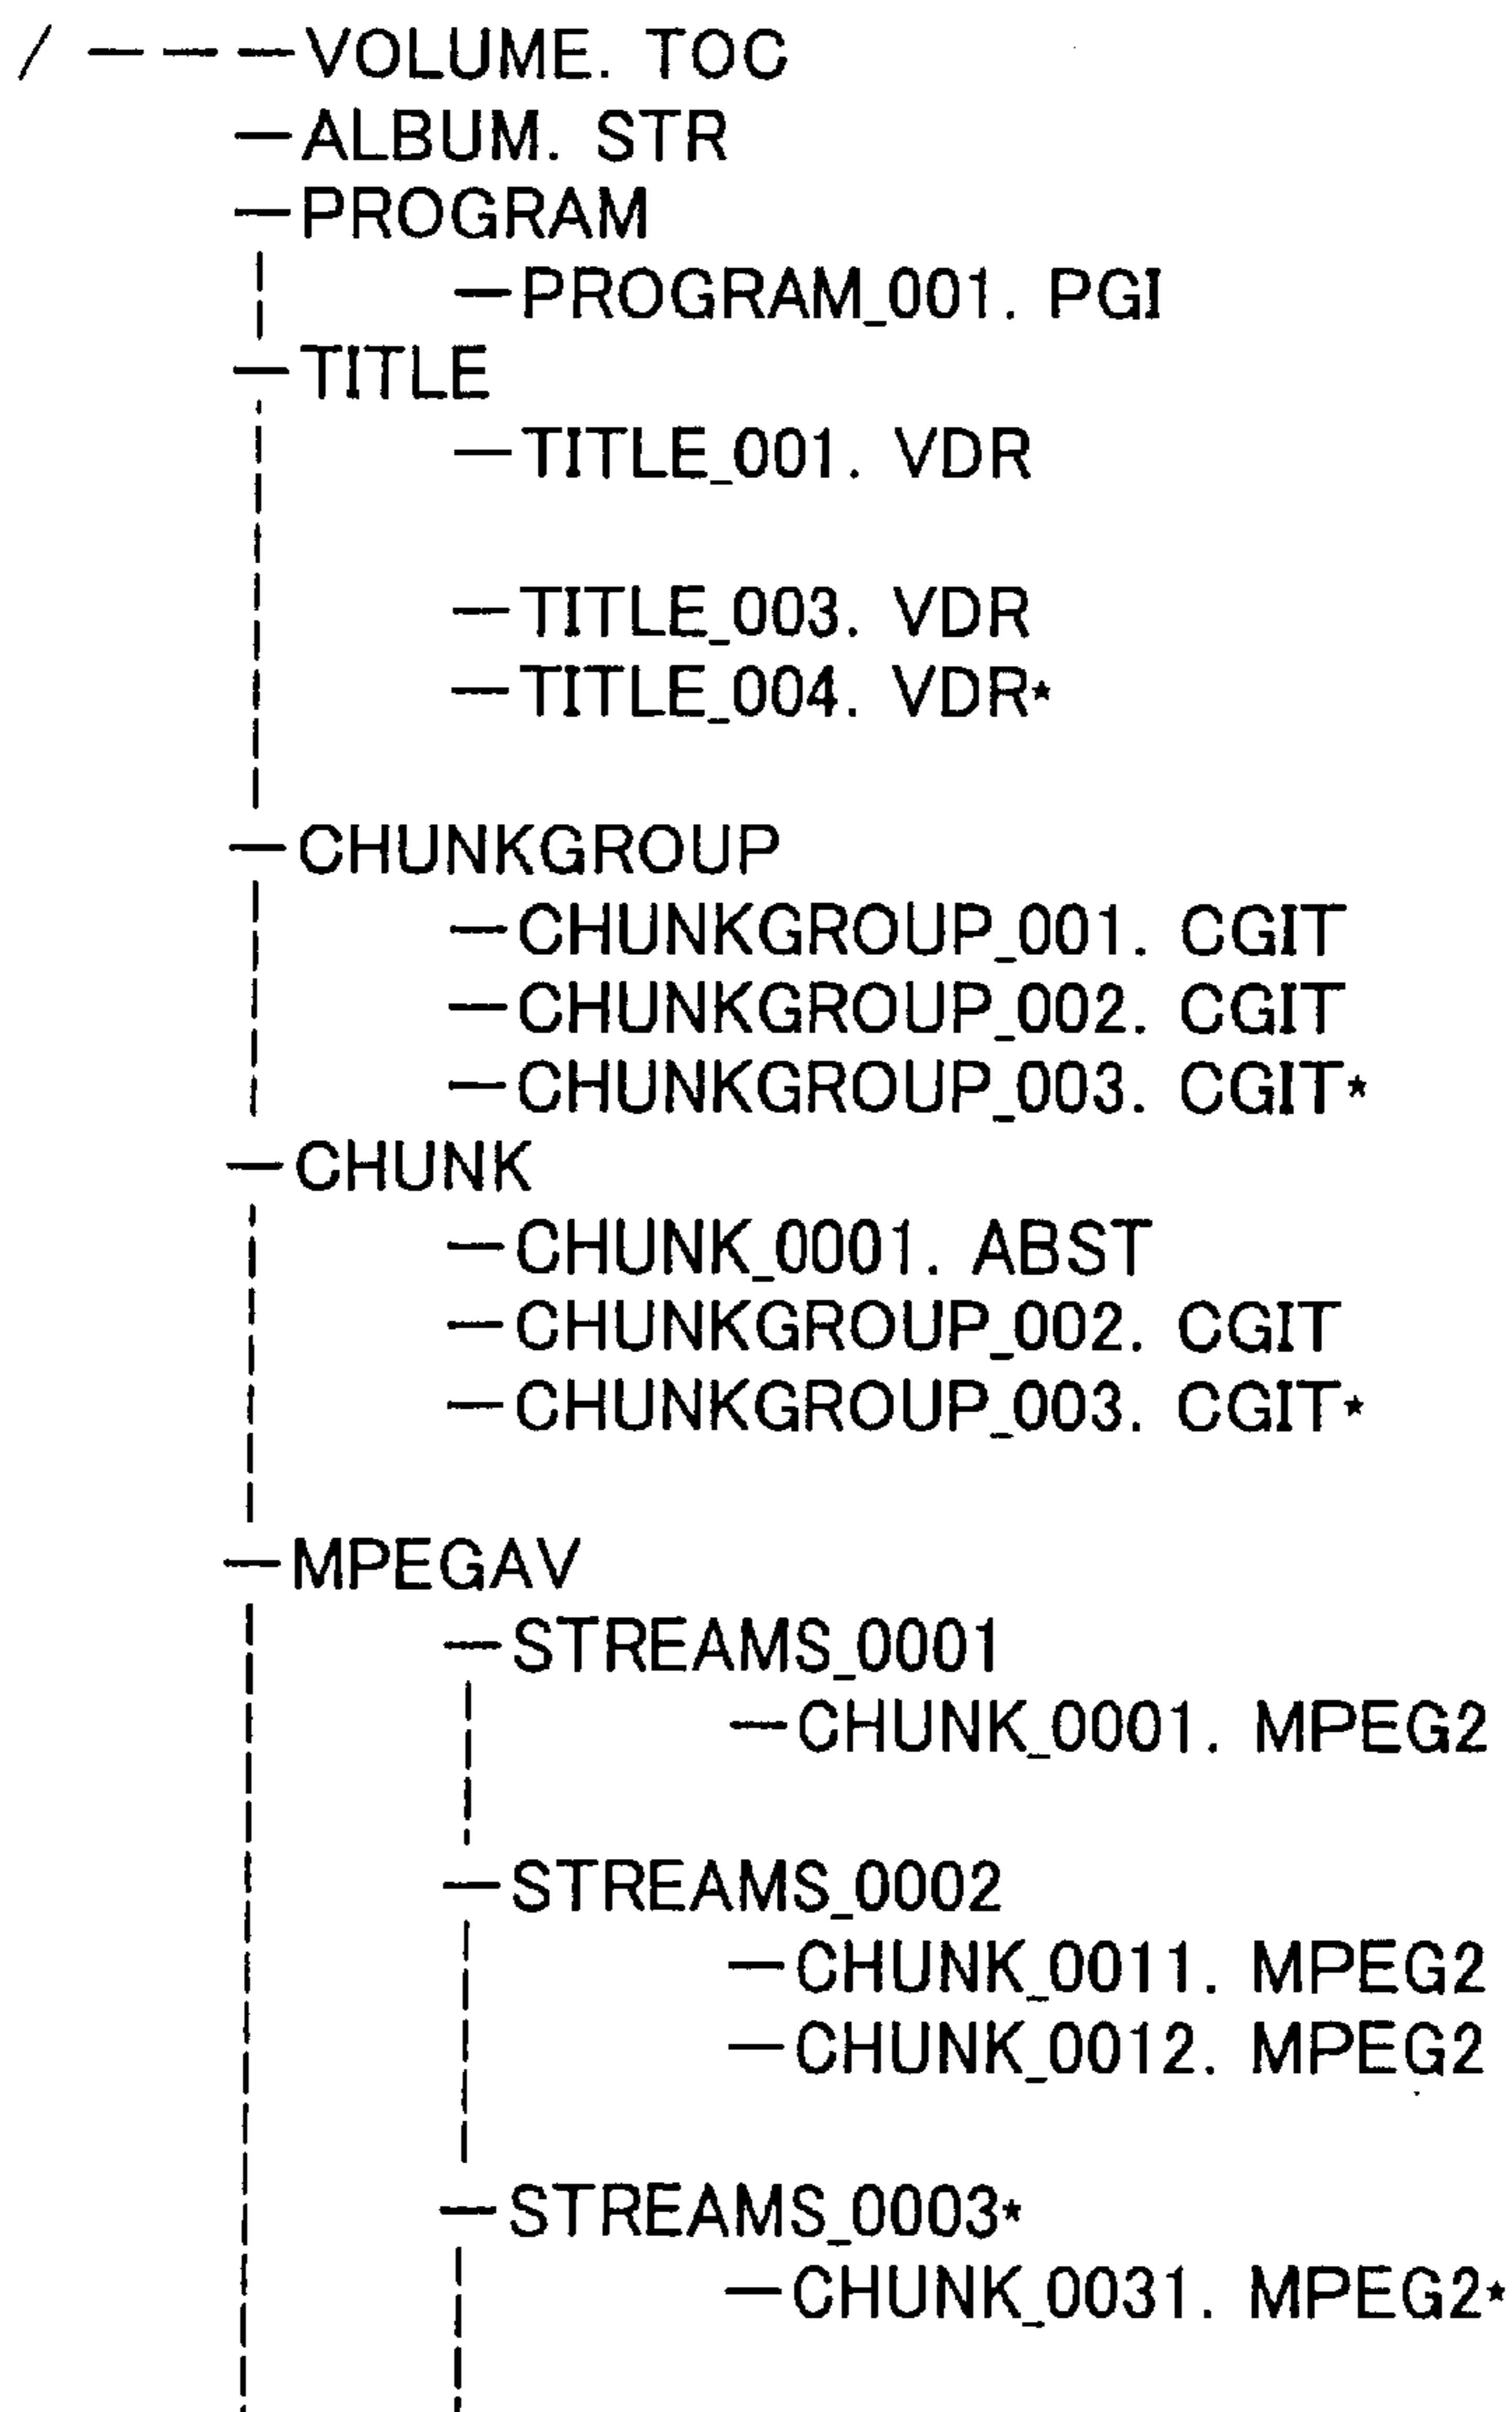 / ----VOLUME. TOC
-ALBUM. STR
-PROGRAM
-PROGRAM_001. PGI
-TITLE
-TITLE_001. VDR
-TITLE_003. VDR
-TITLE_004. VDR*
-CHUNKGROUP
-CHUNKGROUP_001. CGIT
-CHUNKGROUP_002. CGIT
-CHUNKGROUP_003. CGIT*
-CHUNK
-CHUNK_0001. ABST
-CHUNKGROUP_002. CGIT
-CHUNKGROUP_003. CGIT*
-MPEGAV
-STREAMS_0001
-CHUNK_0001. MPEG2
-STREAMS_0002
-CHUNK_0011. MPEG2
-CHUNK_0012. MPEG2
-STREAMS_0003*
-CHUNK_0031. MPEG2*